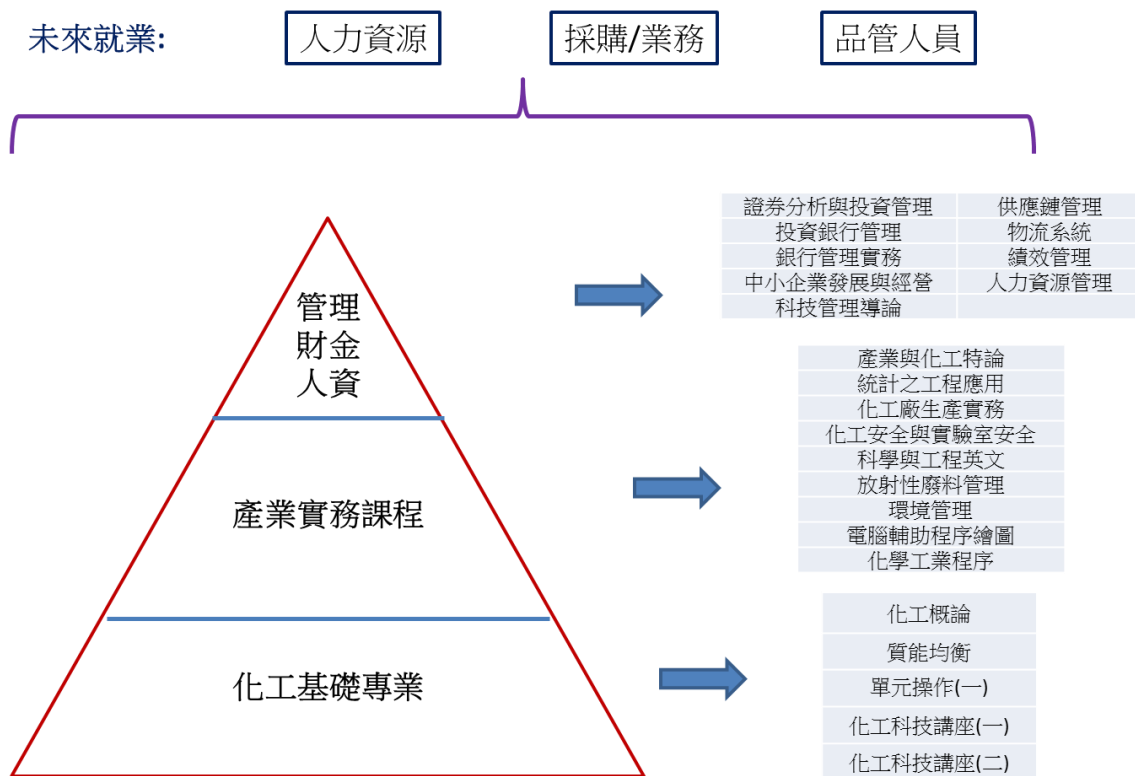 未來就業: 人力資源 採購/業務 品管人員
管理
財金
人資
證券分析與投資管理 供應鏈管理
投資銀行管理 物流系統
銀行管理實務 績效管理
中小企業發展與經營 人力資源管理
科技管理導論
產業實務課程
產業與化工特論
統計之工程應用
化工廠生產實務
化工安全與實驗室安全
科學與工程英文
放射性廢料管理
環境管理
電腦輔助程序繪圖
化學工業程序
化工基礎專業
化工概論
質能均衡
單元操作(一)
化工科技講座(一)
化工科技講座(二)